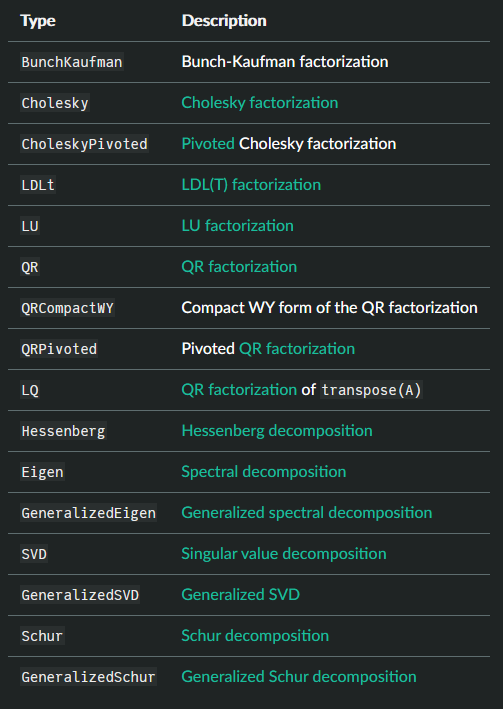 Type Description
BunchKaufman Bunch-Kaufman factorization
Cholesky Cholesky factorization
CholeskyPivoted Pivoted Cholesky factorization
LDLt LDL(T) factorization
LU LU factorization
QR QR factorization
QRCompactWY Compact WY form of the QR factorization
QRPivoted Pivoted QR factorization
LQ QR factorization of transpose(A)
Hessenberg Hessenberg decomposition
Eigen Spectral decomposition
GeneralizedEigen Generalized spectral decomposition
SVD Singular value decomposition
GeneralizedSVD Generalized SVD
Schur Schur decomposition
GeneralizedSchur Generalized Schur decomposition